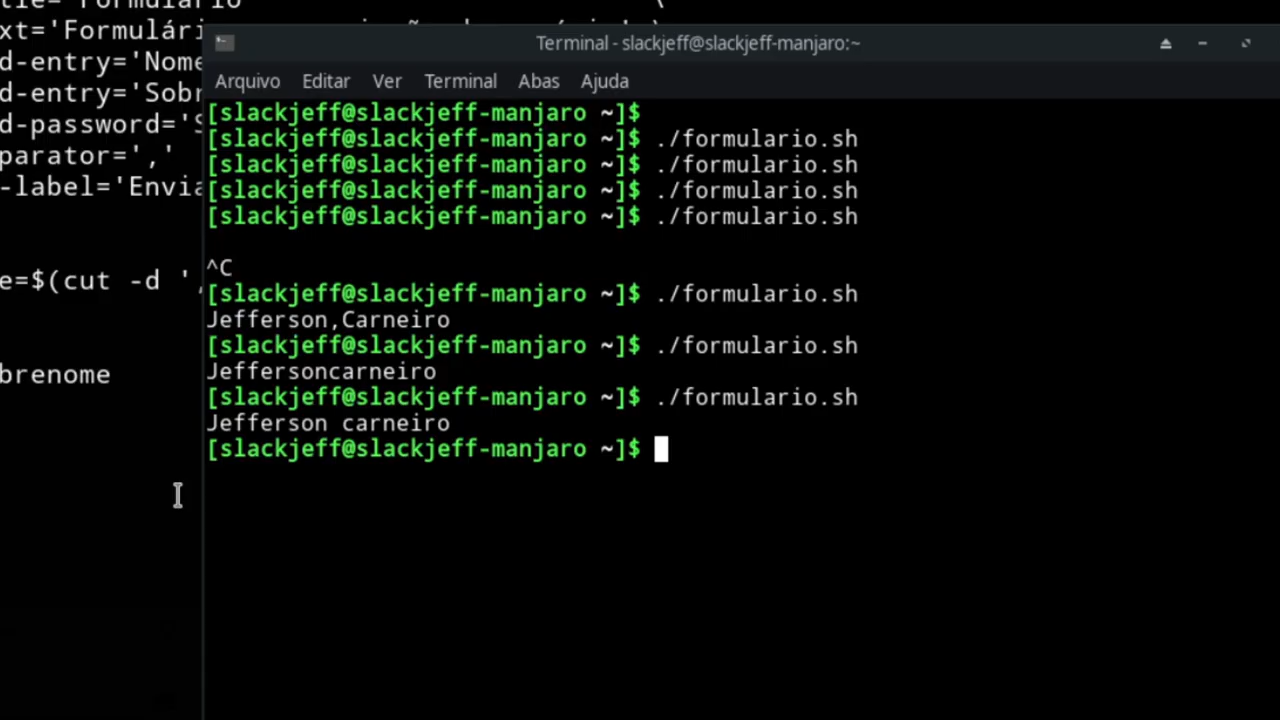 tle='Formulário \
xt='Formulári
d-entry='Nome
d-entry='Sobr
d-password='S
parator=','
-label='Envia
e=$(cut -d ',
brenome
Terminal - slackjeff@slackjeff-manjaro:~
Arquivo Editar Ver Terminal Abas Ajuda
[slackjeff@slackjeff-manjaro ~]$
[slackjeff@slackjeff-manjaro ~]$ ./formulario.sh
[slackjeff@slackjeff-manjaro ~]$ ./formulario.sh
[slackjeff@slackjeff-manjaro ~]$ ./formulario.sh
[slackjeff@slackjeff-manjaro ~]$ ./formulario.sh
^C
[slackjeff@slackjeff-manjaro ~]$ ./formulario.sh
Jefferson,Carneiro
[slackjeff@slackjeff-manjaro ~]$ ./formulario.sh
Jeffersoncarneiro
[slackjeff@slackjeff-manjaro ~]$ ./formulario.sh
Jefferson carneiro
[slackjeff@slackjeff-manjaro ~]$